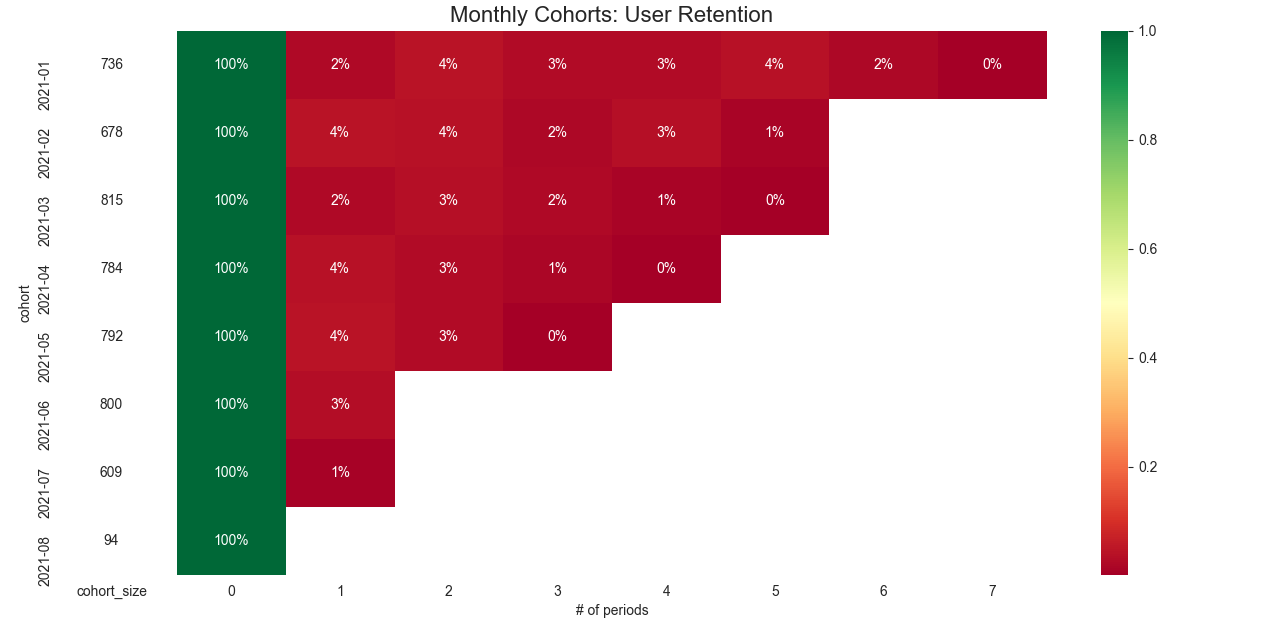 Monthly Cohorts: User Retention
cohort
2021-01 736 100% 2% 4% 3% 3% 4% 2% 0%
2021-02 678 100% 4% 4% 2% 3% 1%
2021-03 815 100% 2% 3% 2% 1% 0%
2021-04 784 100% 4% 3% 1% 0%
2021-05 792 100% 4% 3% 0%
2021-06 800 100% 3%
2021-07 609 100% 1%
2021-08 94 100%
cohort_size 0 1 2 3 4 5 6 7
# of periods
1.0
0.8
0.6
0.4
0.2